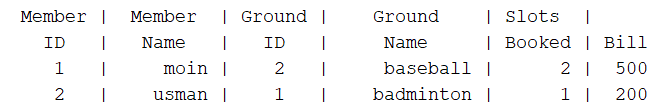 Member | Member | Ground | Ground | Slots |
ID | Name | ID | Name | Booked | Bill
1 | moin | 2 | baseball | 2 | 500
2 | usman | 1 | badminton | 1 | 200